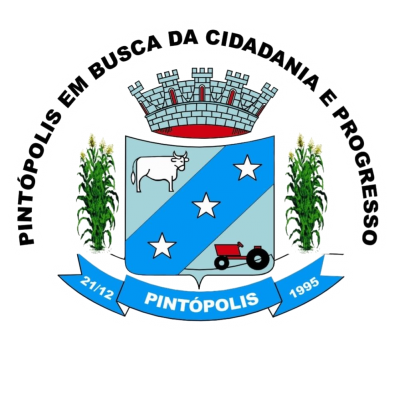 PINTÓPOLIS EM BUSCA DA CIDADANIA E PROGRESSO
21/12
PINTÓPOLIS
1995